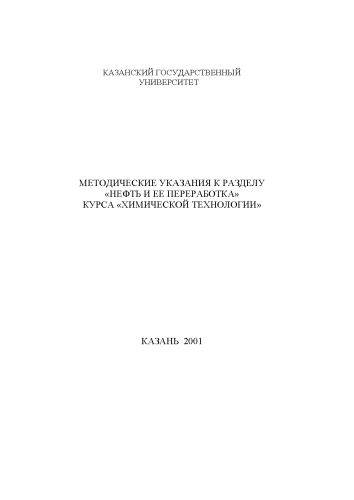 КАЗАНСКИЙ ГОСУДАРСТВЕННЫЙ
УНИВЕРСИТЕТ
МЕТОДИЧЕСКИЕ УКАЗАНИЯ К РАЗДЕЛУ
«НЕФТЬ И ЕЕ ПЕРЕРАБОТКА»
КУРСА «ХИМИЧЕСКОЙ ТЕХНОЛОГИИ»
КАЗАНЬ 2001